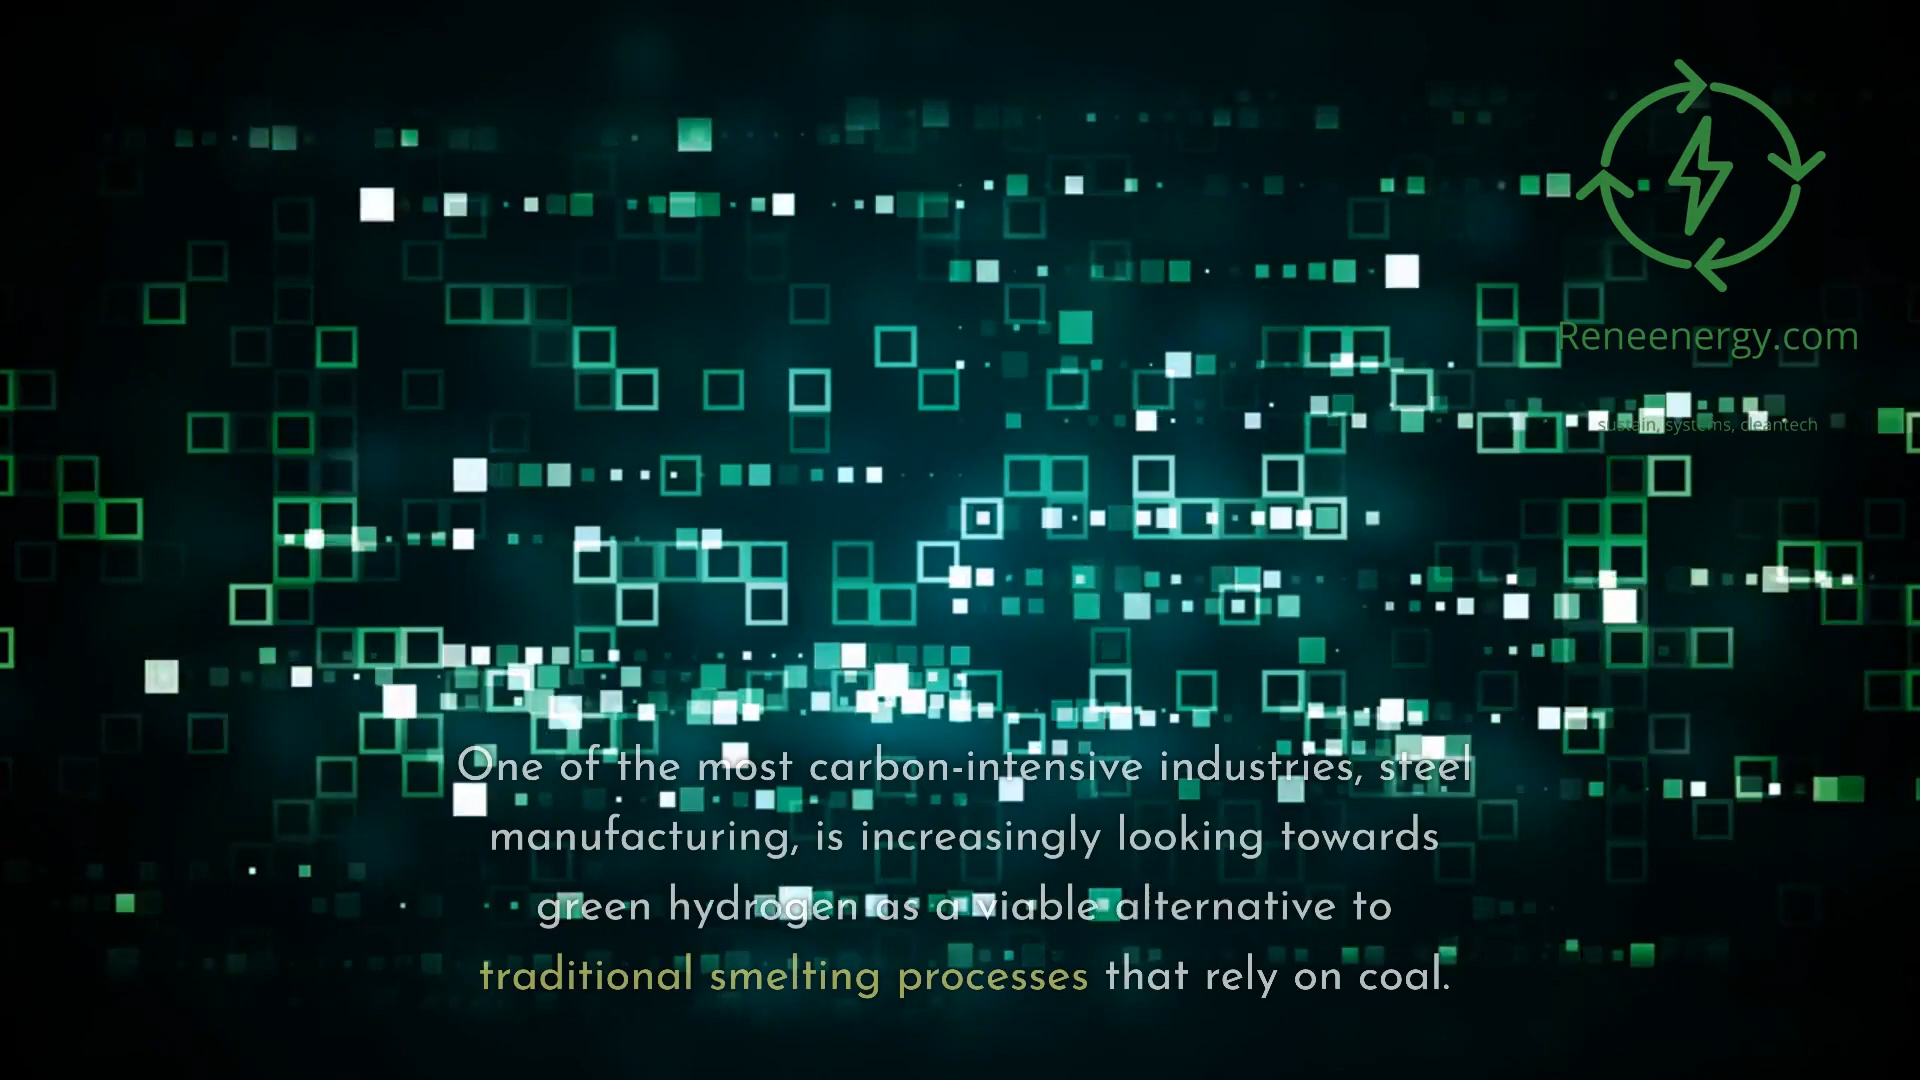 Reneenergy.com
sustain, systems, cleantech
One of the most carbon-intensive industries, steel
manufacturing, is increasingly looking towards
green hydrogen as a viable alternative to
traditional smelting processes that rely on coal.